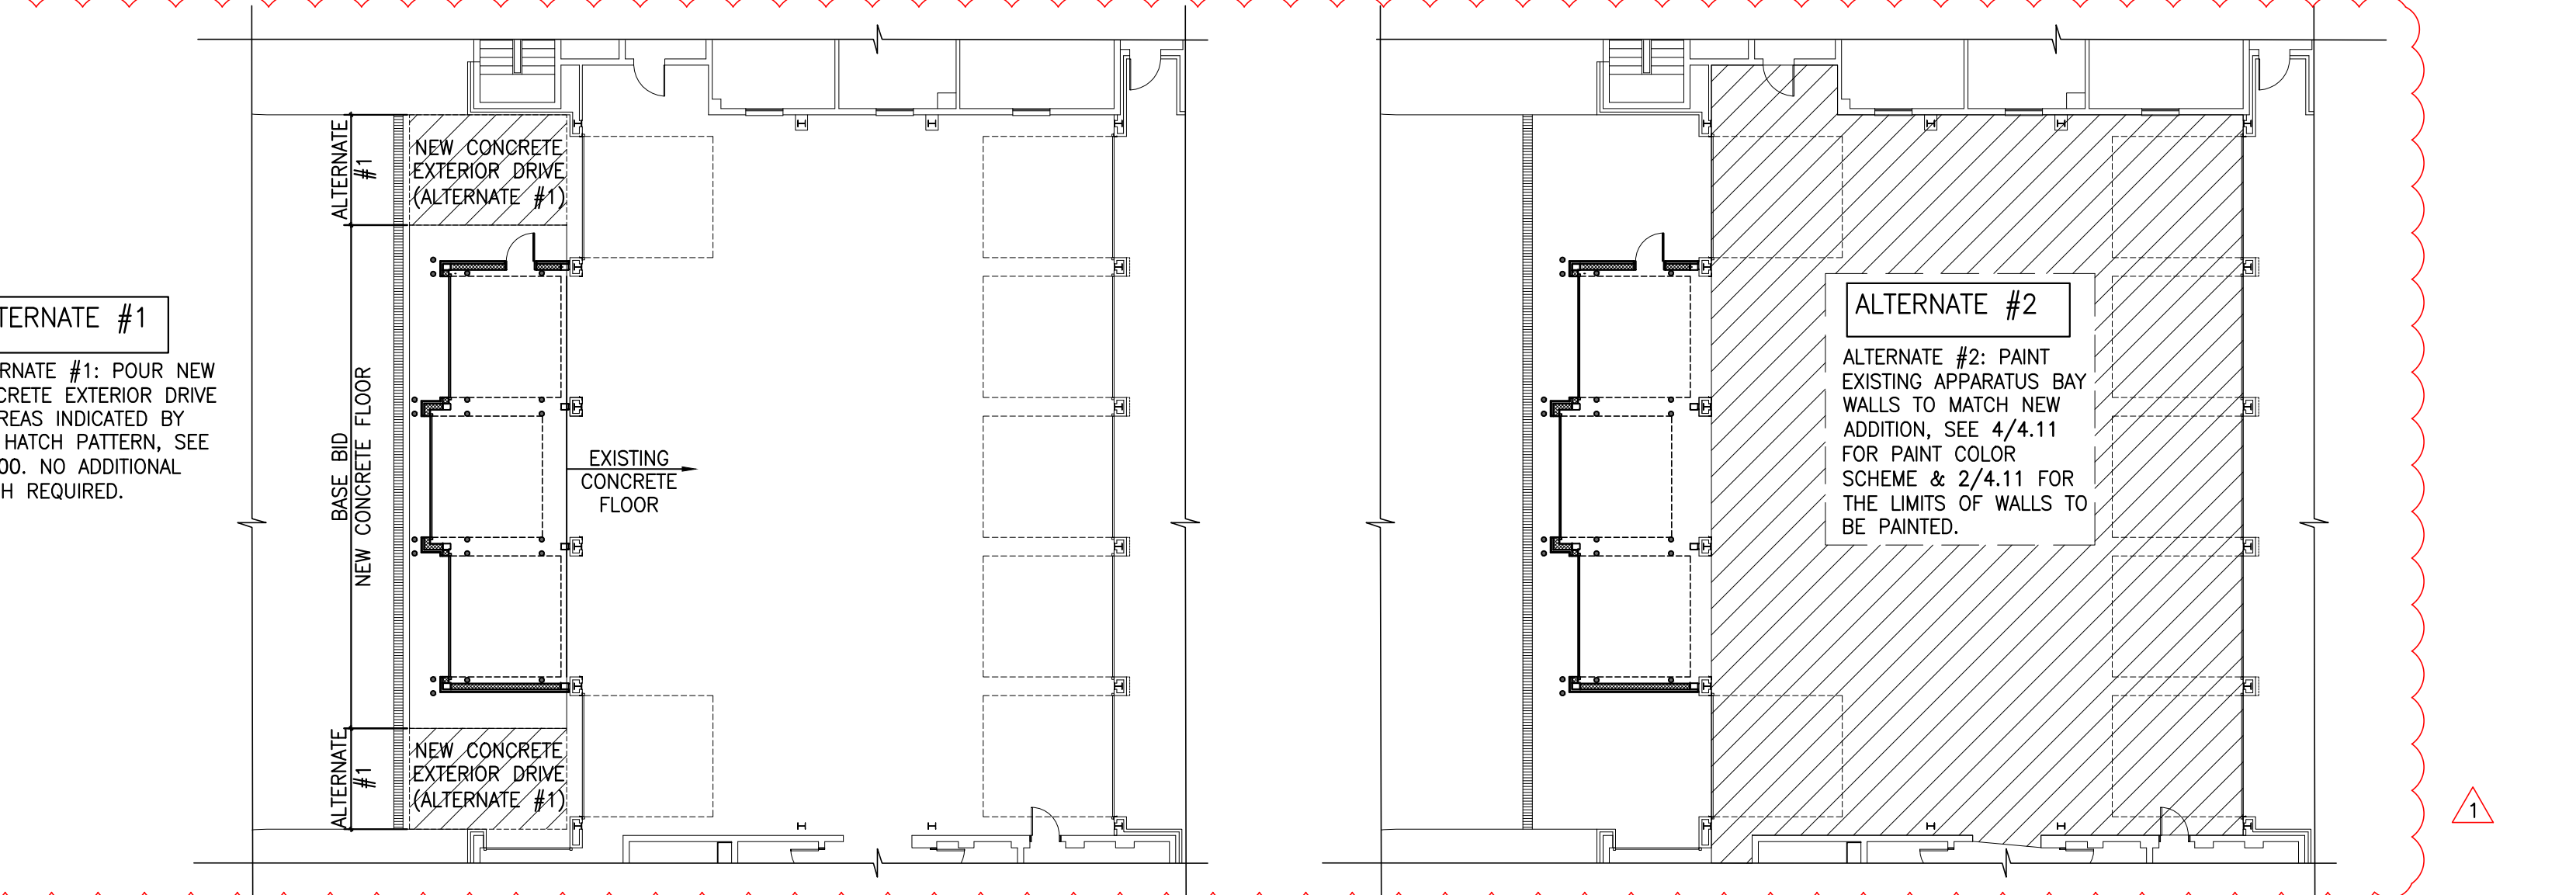 TERNATE #1
RNATE #1: POUR NEW
CRETE EXTERIOR DRIVE
REAS INDICATED BY
HATCH PATTERN, SEE
00. NO ADDITIONAL
H REQUIRED.
ALTERNATE
#1
BASE BID
NEW CONCRETE FLOOR
ALTERNATE
#1
NEW CONCRETE
EXTERIOR DRIVE
(ALTERNATE #1)
EXISTING
CONCRETE
FLOOR
NEW CONCRETE
EXTERIOR DRIVE
(ALTERNATE #1)
ALTERNATE #2
ALTERNATE #2: PAINT
EXISTING APPARATUS BAY
WALLS TO MATCH NEW
ADDITION, SEE 4/4.11
FOR PAINT COLOR
SCHEME & 2/4.11 FOR
THE LIMITS OF WALLS TO
BE PAINTED.
1